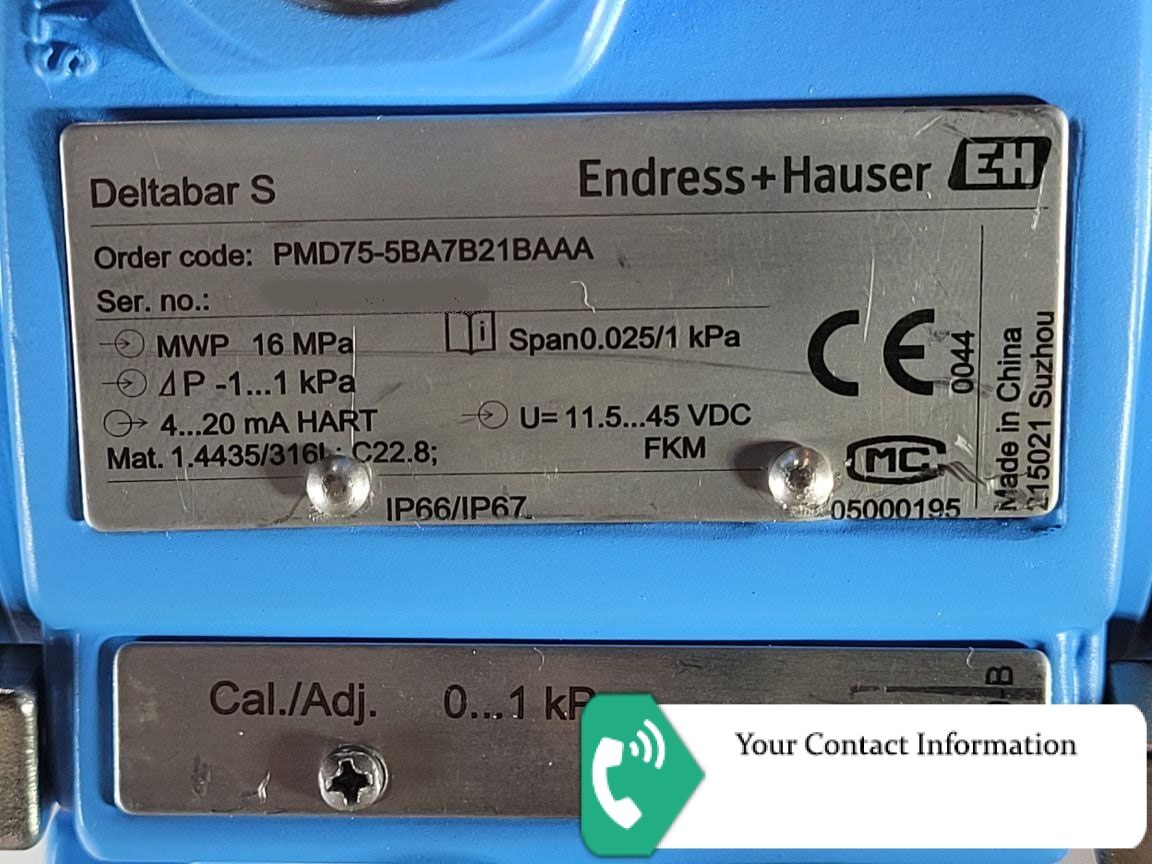 Deltabar S
Endress+Hauser EH
Order code: PMD75-5BA7B21BAAA
Ser. no.:
MWP 16 MPa
i Span0.025/1 kPa
ΔP -1...1 kPa
4...20 mA HART
U= 11.5...45 VDC
Mat. 1.4435/316L; C22.8;
FKM
IP66/IP67
CE 0044
MC
05000195
Made in China
215021 Suzhou
Cal./Adj. 0...1
Your Contact Information